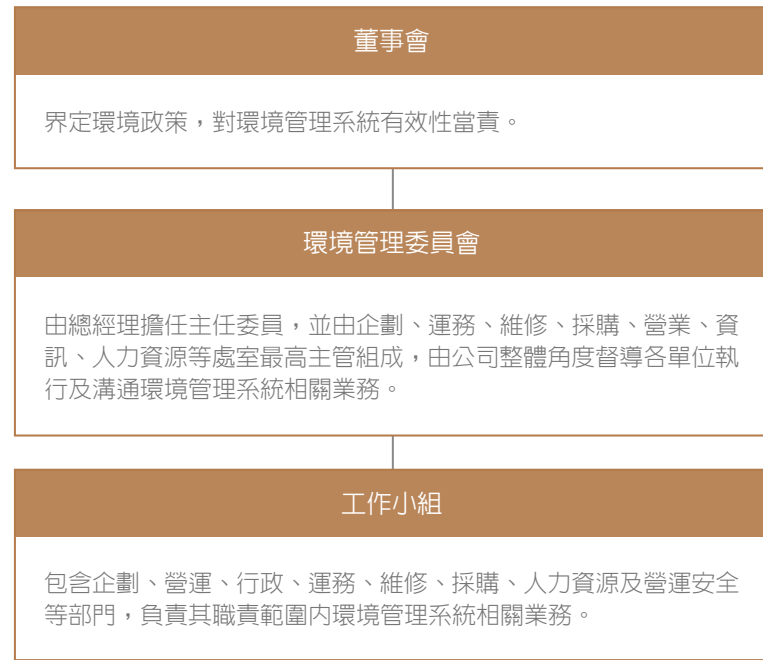 董事會
界定環境政策，對環境管理系統有效性當責。
環境管理委員會
由總經理擔任主任委員，並由企劃、運務、維修、採購、營業、資
訊、人力資源等處室最高主管組成，由公司整體角度督導各單位執
行及溝通環境管理系統相關業務。
工作小組
包含企劃、營運、行政、運務、維修、採購、人力資源及營運安全
等部門，負責其職責範圍內環境管理系統相關業務。